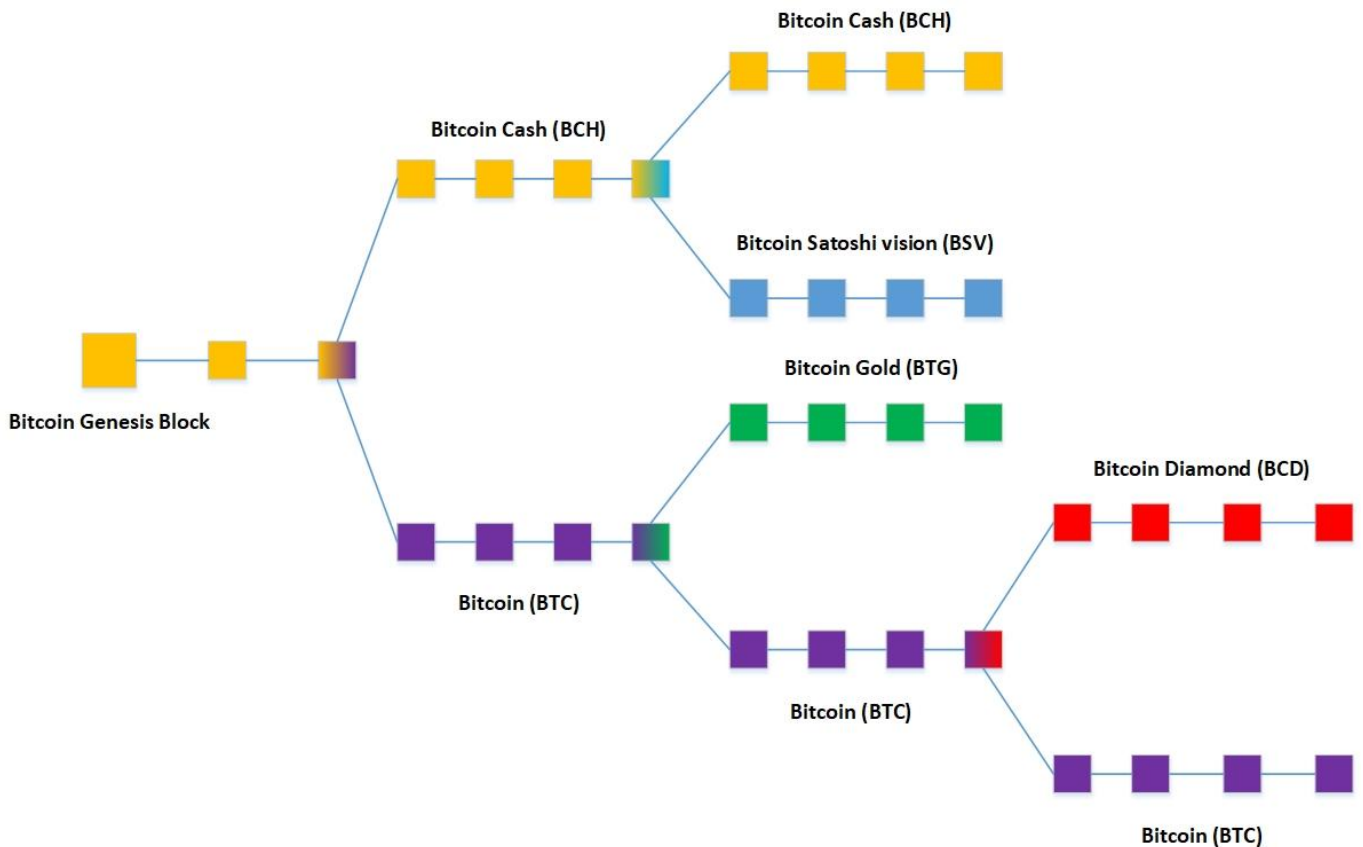 Bitcoin Cash (BCH)
Bitcoin Cash (BCH)
Bitcoin Satoshi vision (BSV)
Bitcoin Gold (BTG)
Bitcoin Genesis Block
Bitcoin Diamond (BCD)
Bitcoin (BTC)
Bitcoin (BTC)
Bitcoin (BTC)